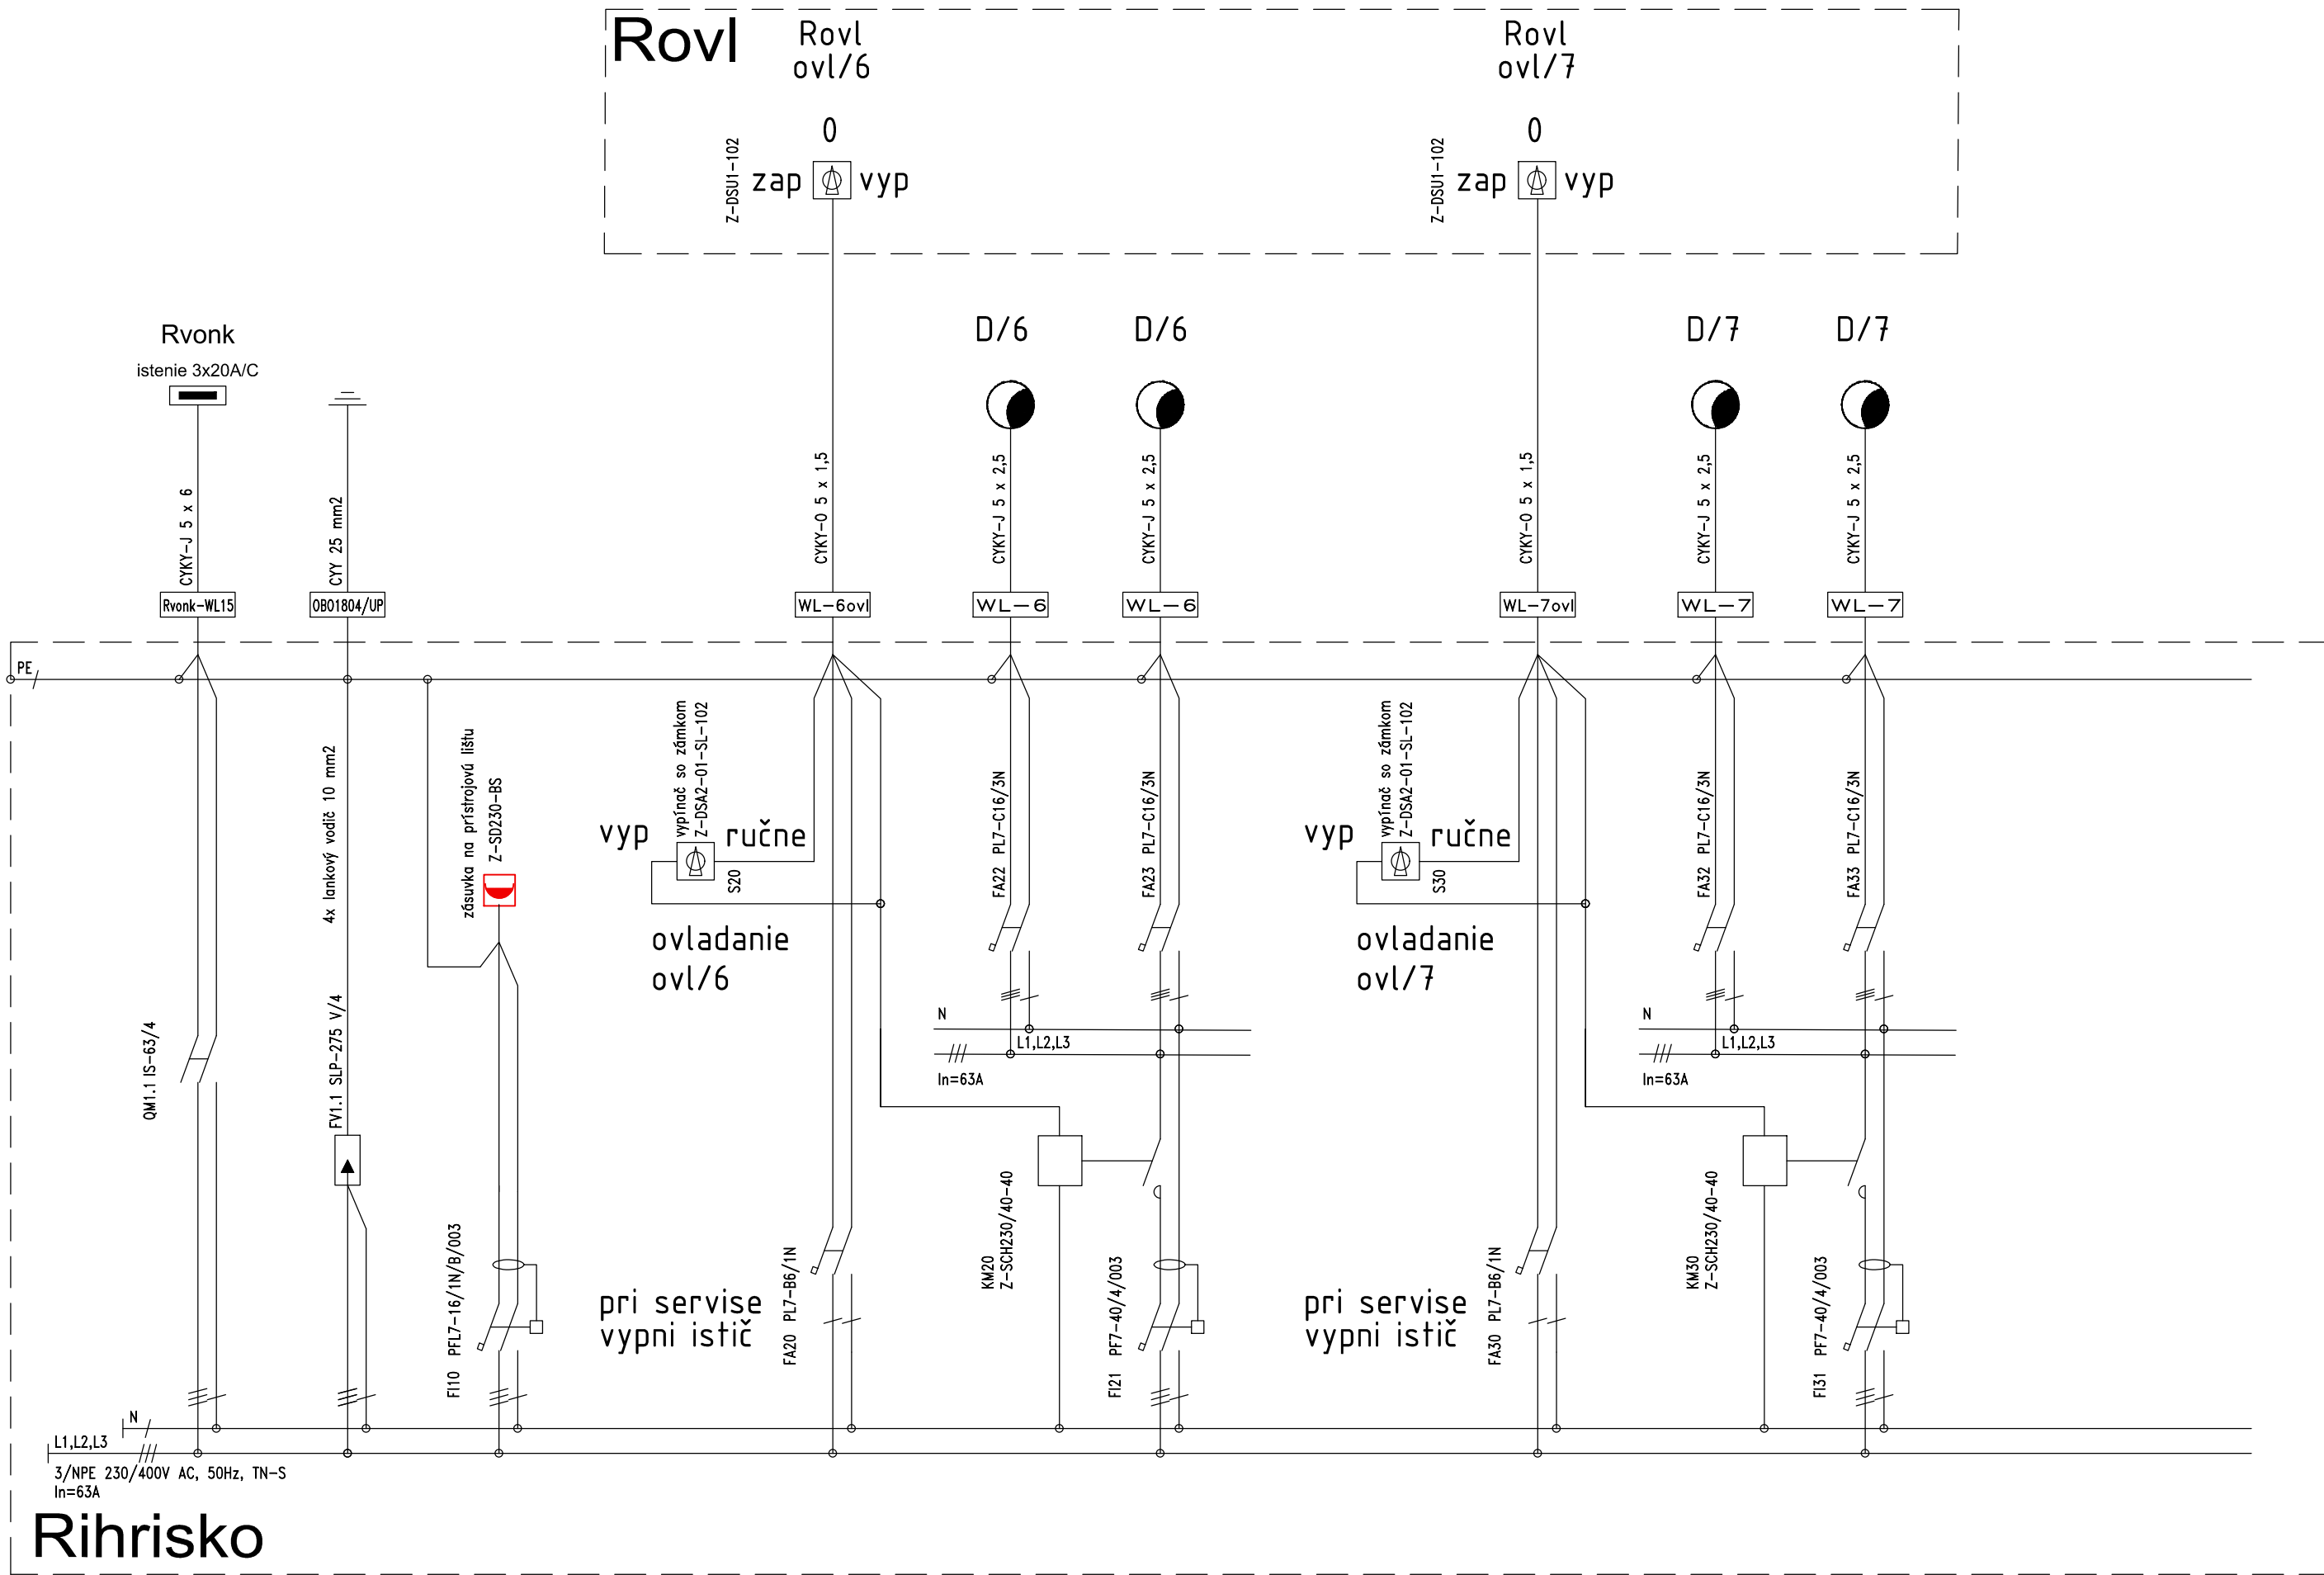 Rovl
Rovl
ovl/6
0
Z-DSU1-102
zap
vyp
Rovl
ovl/7
0
Z-DSU1-102
zap
vyp
Rvonk
istenie 3x20A/C
D/6
D/6
D/7
D/7
CYKY-J 5 x 6
CYY 25 mm2
CYKY-O 5 x 1,5
CYKY-J 5 x 2,5
CYKY-J 5 x 2,5
CYKY-O 5 x 1,5
CYKY-J 5 x 2,5
CYKY-J 5 x 2,5
Rvonk-WL15
OBO1804/UP
WL-6ovl
WL-6
WL-6
WL-7ovl
WL-7
WL-7
PE
QM1.1 IS-63/4
4x lankový vodič 10 mm2
FV1.1 SLP-275 V/4
zásuvka na prístrojovú lištu
Z-SD230-BS
FI10 PFL7-16/1N/B/003
vyp
vypínač so zámkom
Z-DSA2-01-SL-102
ručne
S20
ovladanie
ovl/6
pri servise
vypni istič
FA20 PL7-B6/1N
FA22 PL7-C16/3N
FA23 PL7-C16/3N
N
L1,L2,L3
In=63A
KM20
Z-SCH230/40-40
FI21 PF7-40/4/003
vyp
vypínač so zámkom
Z-DSA2-01-SL-102
ručne
S30
ovladanie
ovl/7
pri servise
vypni istič
FA30 PL7-B6/1N
FA32 PL7-C16/3N
FA33 PL7-C16/3N
N
L1,L2,L3
In=63A
KM30
Z-SCH230/40-40
FI31 PF7-40/4/003
N
L1,L2,L3
3/NPE 230/400V AC, 50Hz, TN-S
In=63A
Rihrisko